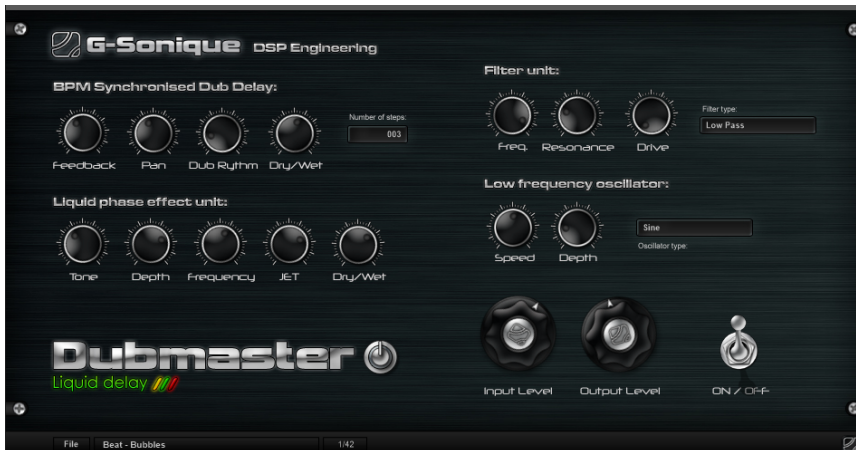 G-Sonique DSP Engineering
BPM Synchronised Dub Delay:
Number of steps:
003
Feedback Pan Dub Rythm Dry/Wet
Liquid phase effect unit:
Tone Depth Frequency JET Dry/Wet
Dubmaster
Liquid delay
Filter unit:
Filter type:
Low Pass
Freq. Resonance Drive
Low frequency oscillator:
Sine
Oscillator type:
Speed Depth
Input Level Output Level ON / OFF
File Beat - Bubbles 1/42